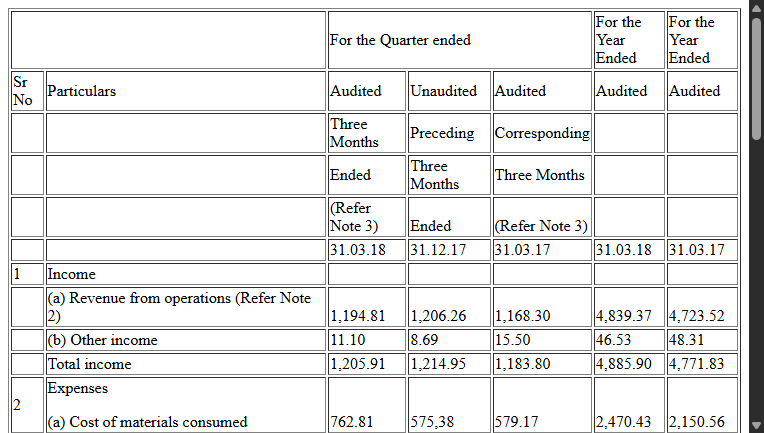 For the Quarter ended For the Year Ended For the Year Ended
Sr No Particulars Audited Unaudited Audited Audited Audited
Three Months Preceding Corresponding
Ended Three Months Three Months
(Refer Note 3) Ended (Refer Note 3)
31.03.18 31.12.17 31.03.17 31.03.18 31.03.17
1 Income
(a) Revenue from operations (Refer Note 2) 1,194.81 1,206.26 1,168.30 4,839.37 4,723.52
(b) Other income 11.10 8.69 15.50 46.53 48.31
Total income 1,205.91 1,214.95 1,183.80 4,885.90 4,771.83
2 Expenses
(a) Cost of materials consumed 762.81 575,38 579.17 2,470.43 2,150.56